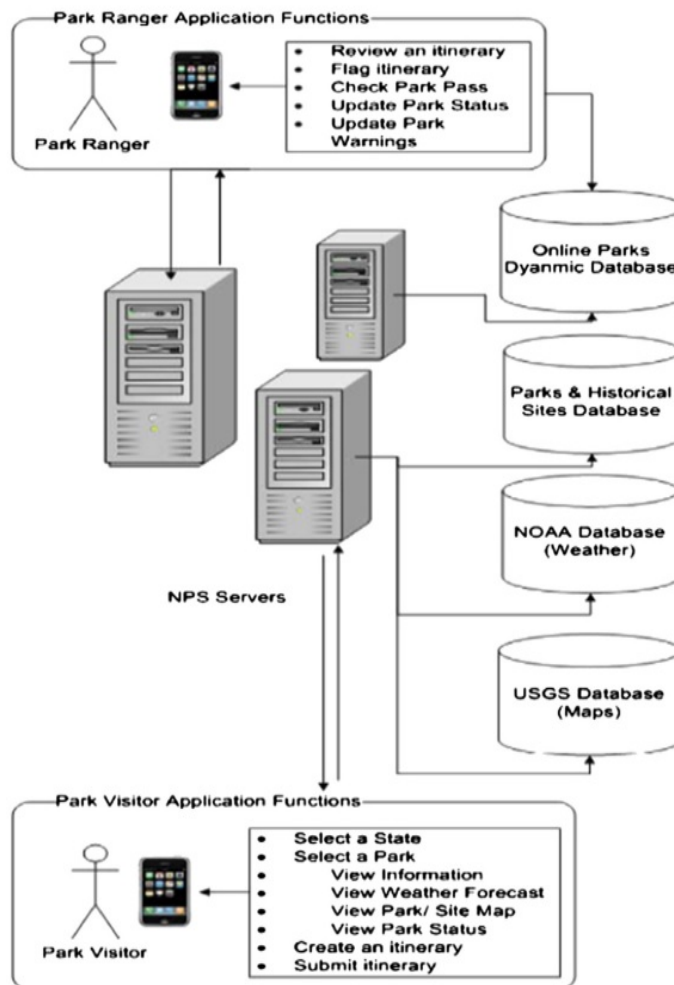 Park Ranger Application Functions
• Review an itinerary
• Flag itinerary
• Check Park Pass
• Update Park Status
• Update Park
Warnings
Park Ranger
Online Parks
Dyanmic Database
Parks & Historical
Sites Database
NOAA Database
(Weather)
NPS Servers
USGS Database
(Maps)
Park Visitor Application Functions
• Select a State
• Select a Park
• View Information
• View Weather Forecast
• View Park/ Site Map
• View Park Status
• Create an itinerary
• Submit itinerary
Park Visitor